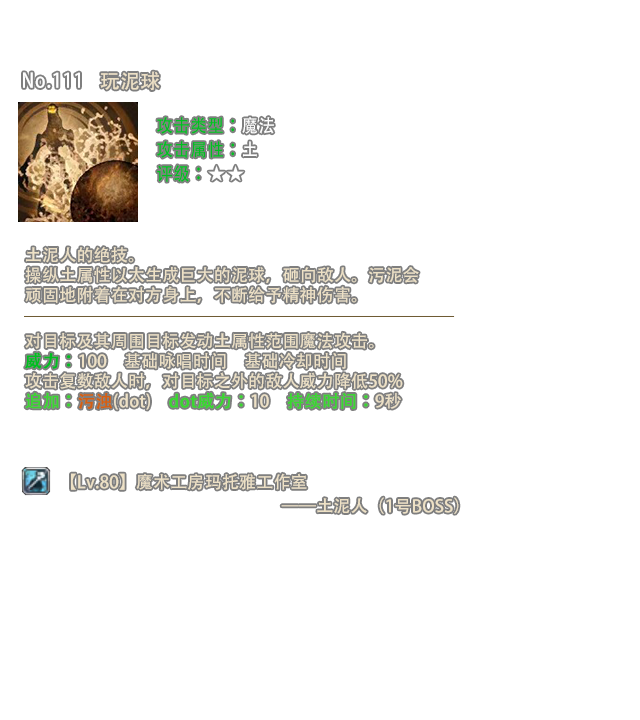 No.111 玩泥球
攻击类型：魔法
攻击属性：土
评级：★★
土泥人的绝技。
操纵土属性以太生成巨大的泥球，砸向敌人。污泥会
顽固地附着在对方身上，不断给予精神伤害。
对目标及其周围目标发动土属性范围魔法攻击。
威力：100 基础咏唱时间 基础冷却时间
攻击复数敌人时，对目标之外的敌人威力降低50%
追加：污浊(dot) dot威力：10 持续时间：9秒
【Lv.80】魔术工房玛托雅工作室
——土泥人（1号BOSS）